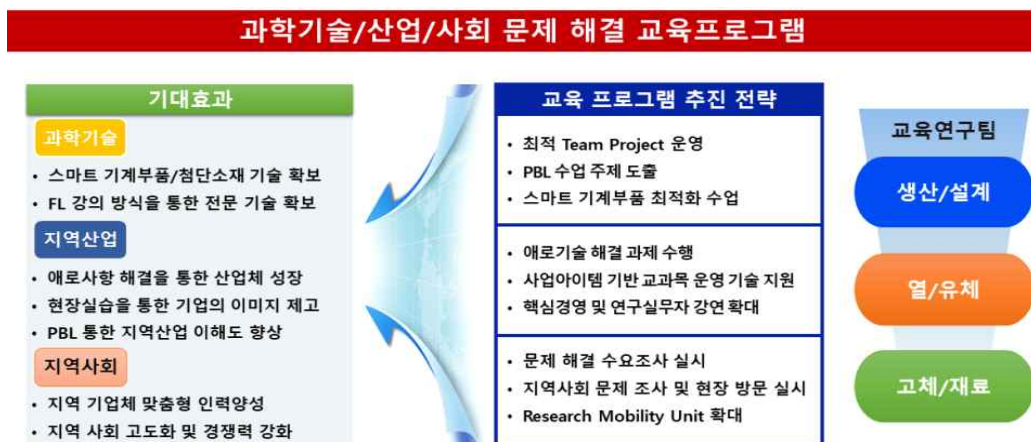 과학기술/산업/사회 문제 해결 교육프로그램
기대효과
과학기술
• 스마트 기계부품/첨단소재 기술 확보
• FL 강의 방식을 통한 전문 기술 확보
지역산업
• 애로사항 해결을 통한 산업체 성장
• 현장실습을 통한 기업의 이미지 제고
• PBL 통한 지역산업 이해도 향상
지역사회
• 지역 기업체 맞춤형 인력양성
• 지역 사회 고도화 및 경쟁력 강화
교육 프로그램 추진 전략
• 최적 Team Project 운영
• PBL 수업 주제 도출
• 스마트 기계부품 최적화 수업
• 애로기술 해결 과제 수행
• 사업아이템 기반 교과목 운영 기술 지원
• 핵심경영 및 연구실무자 강연 확대
• 문제 해결 수요조사 실시
• 지역사회 문제 조사 및 현장 방문 실시
• Research Mobility Unit 확대
교육연구팀
생산/설계
열/유체
고체/재료